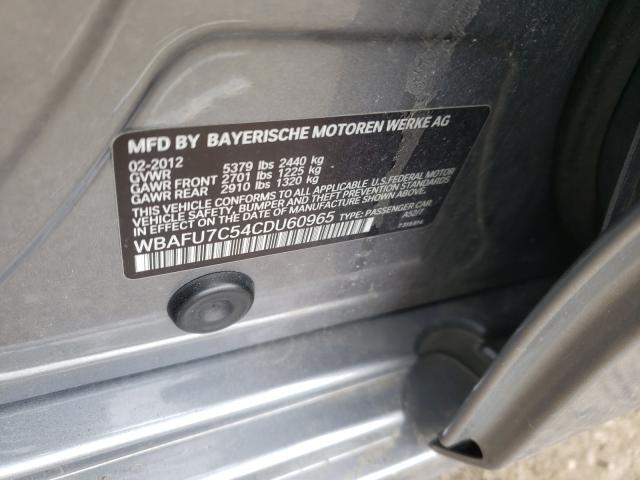 MFD BY BAYERISCHE MOTOREN WERKE AG
02-2012
GVWR 5379 lbs 2440 kg
GAWR FRONT 2701 lbs 1225 kg
GAWR REAR 2910 lbs 1320 kg
THIS VEHICLE CONFORMS TO ALL APPLICABLE U.S. FEDERAL MOTOR
VEHICLE SAFETY, BUMPER AND THEFT PREVENTION STANDARDS
IN EFFECT ON THE DATE OF MANUFACTURE SHOWN ABOVE.
WBAFU7C54CDU60965 TYPE: PASSENGER CAR